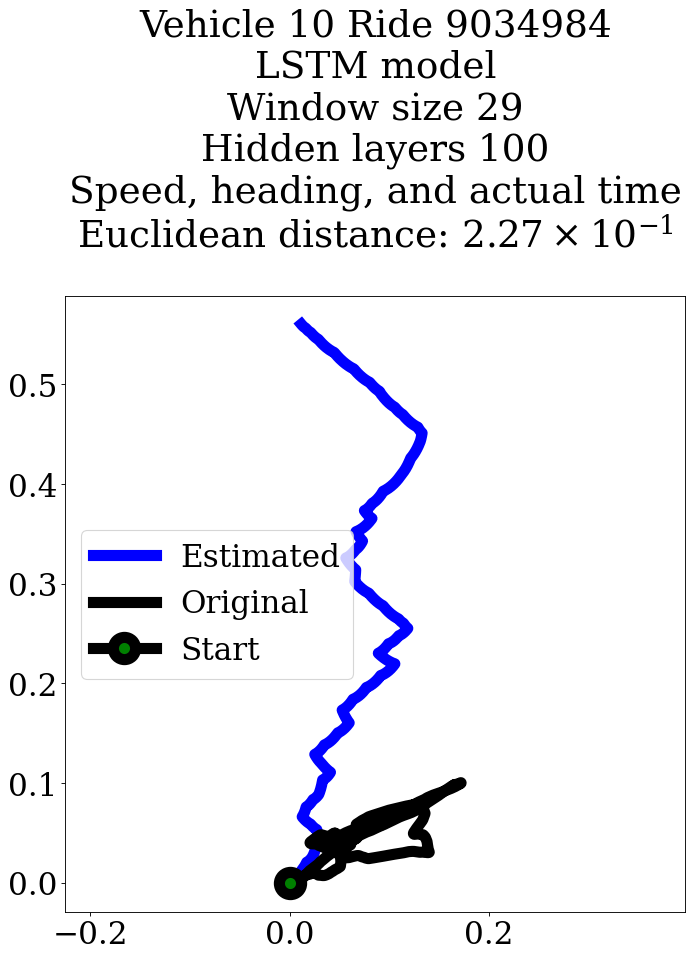 Vehicle 10 Ride 9034984
LSTM model
Window size 29
Hidden layers 100
Speed, heading, and actual time
Euclidean distance: 2.27 × 10⁻¹
0.5
0.4
0.3
0.2
0.1
0.0
Estimated
Original
Start
−0.2 0.0 0.2